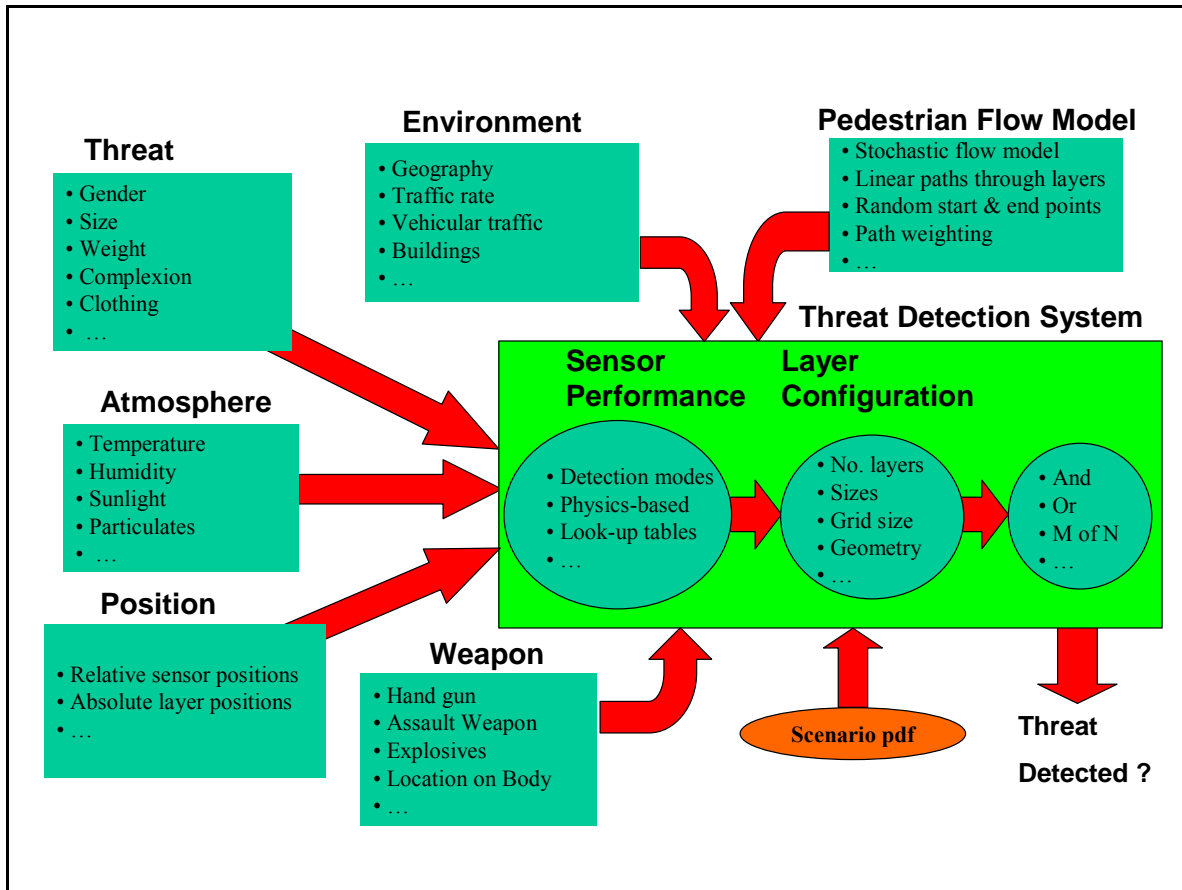 Threat
• Gender
• Size
• Weight
• Complexion
• Clothing
• …
Environment
• Geography
• Traffic rate
• Vehicular traffic
• Buildings
• …
Pedestrian Flow Model
• Stochastic flow model
• Linear paths through layers
• Random start & end points
• Path weighting
• …
Atmosphere
• Temperature
• Humidity
• Sunlight
• Particulates
• …
Position
• Relative sensor positions
• Absolute layer positions
• …
Threat Detection System
Sensor
Performance
• Detection modes
• Physics-based
• Look-up tables
• …
Layer
Configuration
• No. layers
• Sizes
• Grid size
• Geometry
• …
• And
• Or
• M of N
• …
Weapon
• Hand gun
• Assault Weapon
• Explosives
• Location on Body
• …
Scenario pdf
Threat
Detected ?